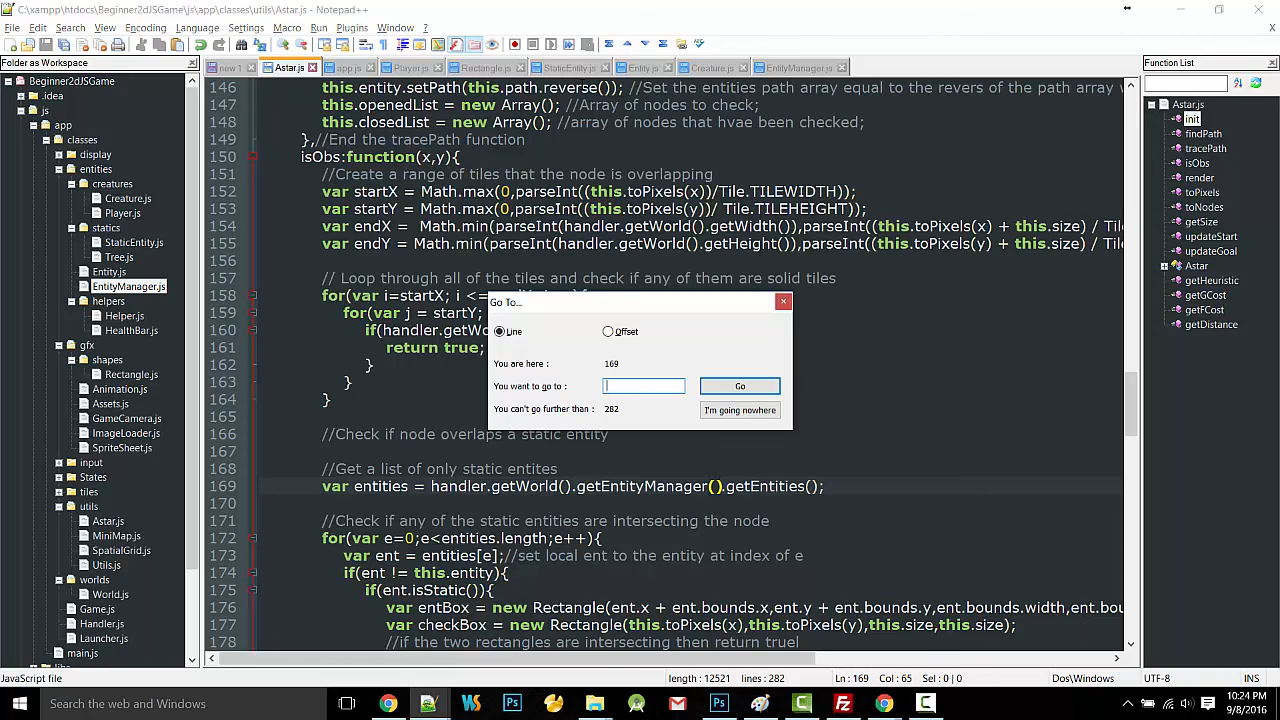 C:\xampp\htdocs\Beginner2dJSGame\js\app\classes\utils\Astar.js - Notepad++
File Edit Search View Encoding Language Settings Macro Run Plugins Window ?
Folder as Workspace
new 1 Astar.js app.js Player.js Rectangle.js StaticEntity.js Entity.js Creature.js EntityManager.js
Function List
Beginner2dJSGame
.idea
js
app
classes
display
entities
creatures
Creature.js
Player.js
statics
StaticEntity.js
Tree.js
Entity.js
EntityManager.js
helpers
Helper.js
HealthBar.js
gfx
shapes
Rectangle.js
Animation.js
Assets.js
GameCamera.js
ImageLoader.js
SpriteSheet.js
input
States
tiles
utils
Astar.js
MiniMap.js
SpatialGrid.js
Utils.js
worlds
World.js
Game.js
Handler.js
Launcher.js
main.js
146 this.entity.setPath(this.path.reverse()); //Set the entities path array equal to the revers of the path array
147 this.openedList = new Array(); //Array of nodes to check;
148 this.closedList = new Array(); //array of nodes that hvae been checked;
149 },//End the tracePath function
150 isObs:function(x,y){
151 //Create a range of tiles that the node is overlapping
152 var startX = Math.max(0,parseInt((this.toPixels(x))/Tile.TILEWIDTH));
153 var startY = Math.max(0,parseInt((this.toPixels(y))/ Tile.TILEHEIGHT));
154 var endX = Math.min(parseInt(handler.getWorld().getWidth()),parseInt((this.toPixels(x) + this.size) / Til
155 var endY = Math.min(parseInt(handler.getWorld().getHeight()),parseInt((this.toPixels(y) + this.size) / Til
156
157 // Loop through all of the tiles and check if any of them are solid tiles
158 for(var i=startX; i <=
159 for(var j = startY;
160 if(handler.getWo
161 return true;
162 }
163 }
164 }
165
166 //Check if node overlaps a static entity
167
168 //Get a list of only static entites
169 var entities = handler.getWorld().getEntityManager().getEntities();
170
171 //Check if any of the static entities are intersecting the node
172 for(var e=0;e<entities.length;e++){
173 var ent = entities[e];//set local ent to the entity at index of e
174 if(ent != this.entity){
175 if(ent.isStatic()){
176 var entBox = new Rectangle(ent.x + ent.bounds.x,ent.y + ent.bounds.y,ent.bounds.width,ent.bou
177 var checkBox = new Rectangle(this.toPixels(x),this.toPixels(y),this.size,this.size);
178 //if the two rectangles are intersecting then return true!
Go To...
Line Offset
You are here : 169
You want to go to : Go
You can't go further than : 282 I'm going nowhere
Astar.js
init
findPath
tracePath
isObs
render
toPixels
toNodes
getSize
updateStart
updateGoal
Astar
getHeuristic
getGCost
getFCost
getDistance
JavaScript file length : 12521 lines : 282 Ln : 169 Col : 65 Sel : 0 | 0 Dos\Windows UTF-8 INS
Search the web and Windows
10:24 PM
9/8/2016